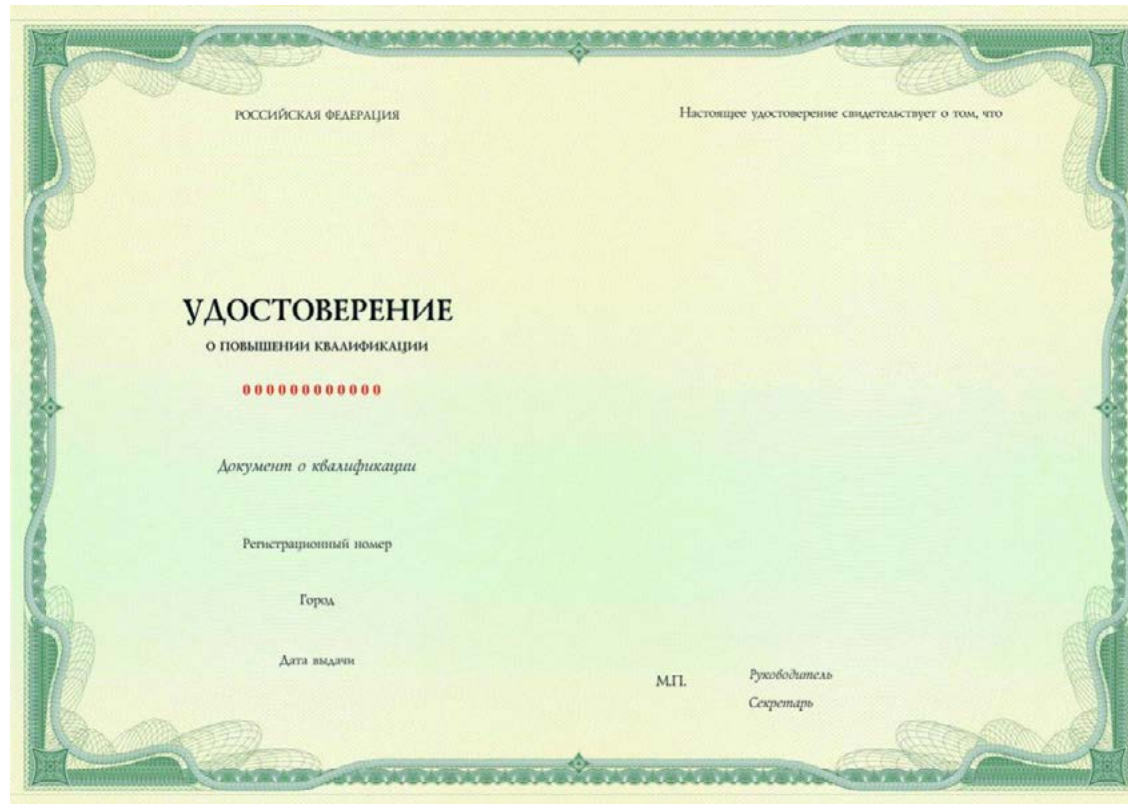 РОССИЙСКАЯ ФЕДЕРАЦИЯ
УДОСТОВЕРЕНИЕ
О ПОВЫШЕНИИ КВАЛИФИКАЦИИ
000000000000
Документ о квалификации
Регистрационный номер
Город
Дата выдачи
Настоящее удостоверение свидетельствует о том, что
М.П.
Руководитель
Секретарь